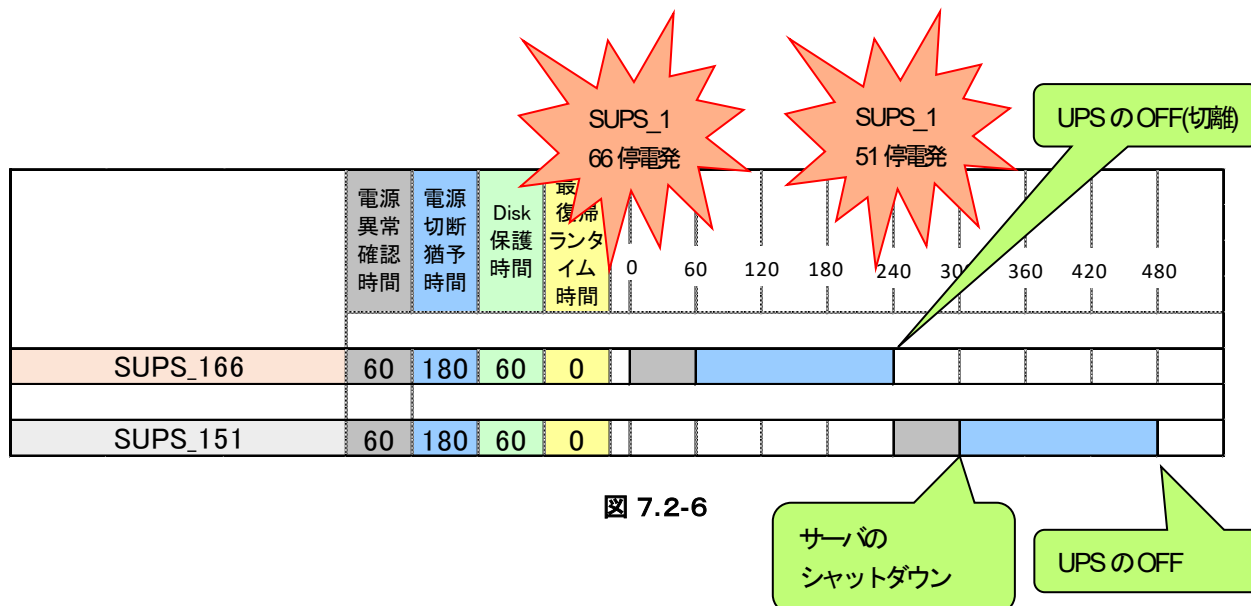 SUPS_1
66 停電発
SUPS_1
51 停電発
UPS の OFF(切離)
電源
異常
確認
時間
電源
切断
猶予
時間
Disk
保護
時間
復帰
ランタ
イム
時間
0 60 120 180 240 300 360 420 480
SUPS_166 60 180 60 0
SUPS_151 60 180 60 0
図 7.2-6
サーバの
シャットダウン
UPS の OFF